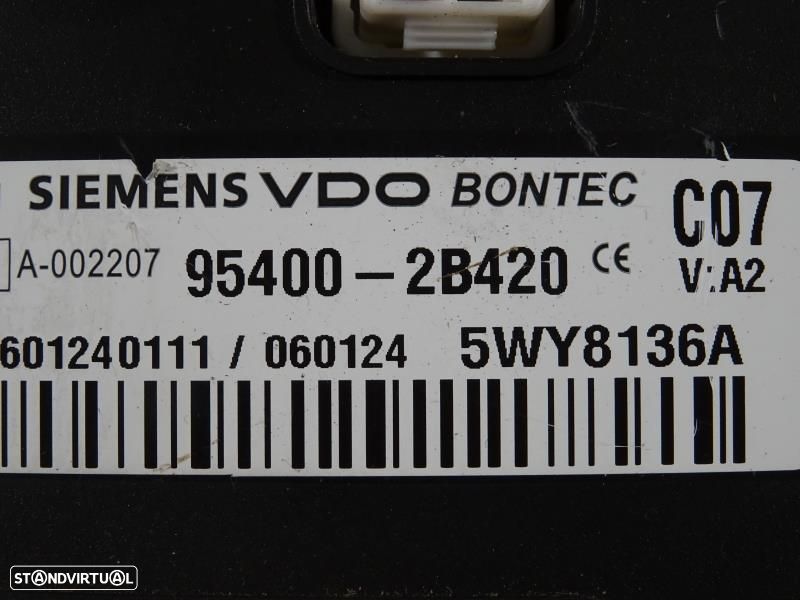 SIEMENS VDO BONTEC C07
A-002207 95400-2B420 CE V:A2
601240111 / 060124 5WY8136A
STANDVIRTUAL